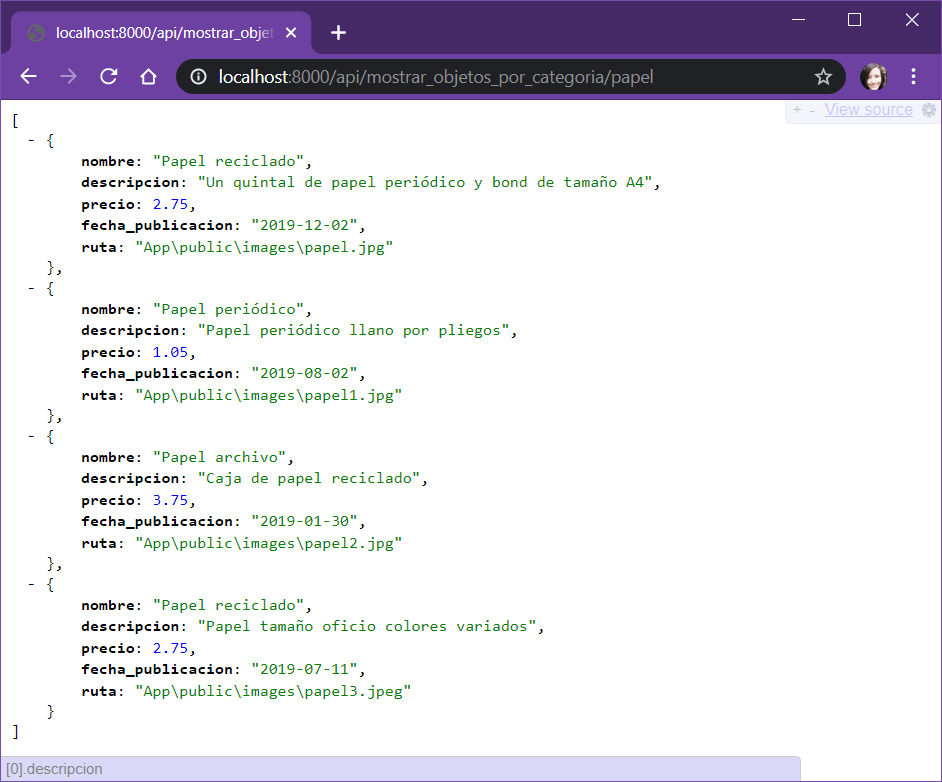 localhost:8000/api/mostrar_objet
localhost:8000/api/mostrar_objetos_por_categoria/papel
+ - View source
[
- {
nombre: "Papel reciclado",
descripcion: "Un quintal de papel periódico y bond de tamaño A4",
precio: 2.75,
fecha_publicacion: "2019-12-02",
ruta: "App\public\images\papel.jpg"
},
- {
nombre: "Papel periódico",
descripcion: "Papel periódico llano por pliegos",
precio: 1.05,
fecha_publicacion: "2019-08-02",
ruta: "App\public\images\papel1.jpg"
},
- {
nombre: "Papel archivo",
descripcion: "Caja de papel reciclado",
precio: 3.75,
fecha_publicacion: "2019-01-30",
ruta: "App\public\images\papel2.jpg"
},
- {
nombre: "Papel reciclado",
descripcion: "Papel tamaño oficio colores variados",
precio: 2.75,
fecha_publicacion: "2019-07-11",
ruta: "App\public\images\papel3.jpeg"
}
]
[0].descripcion